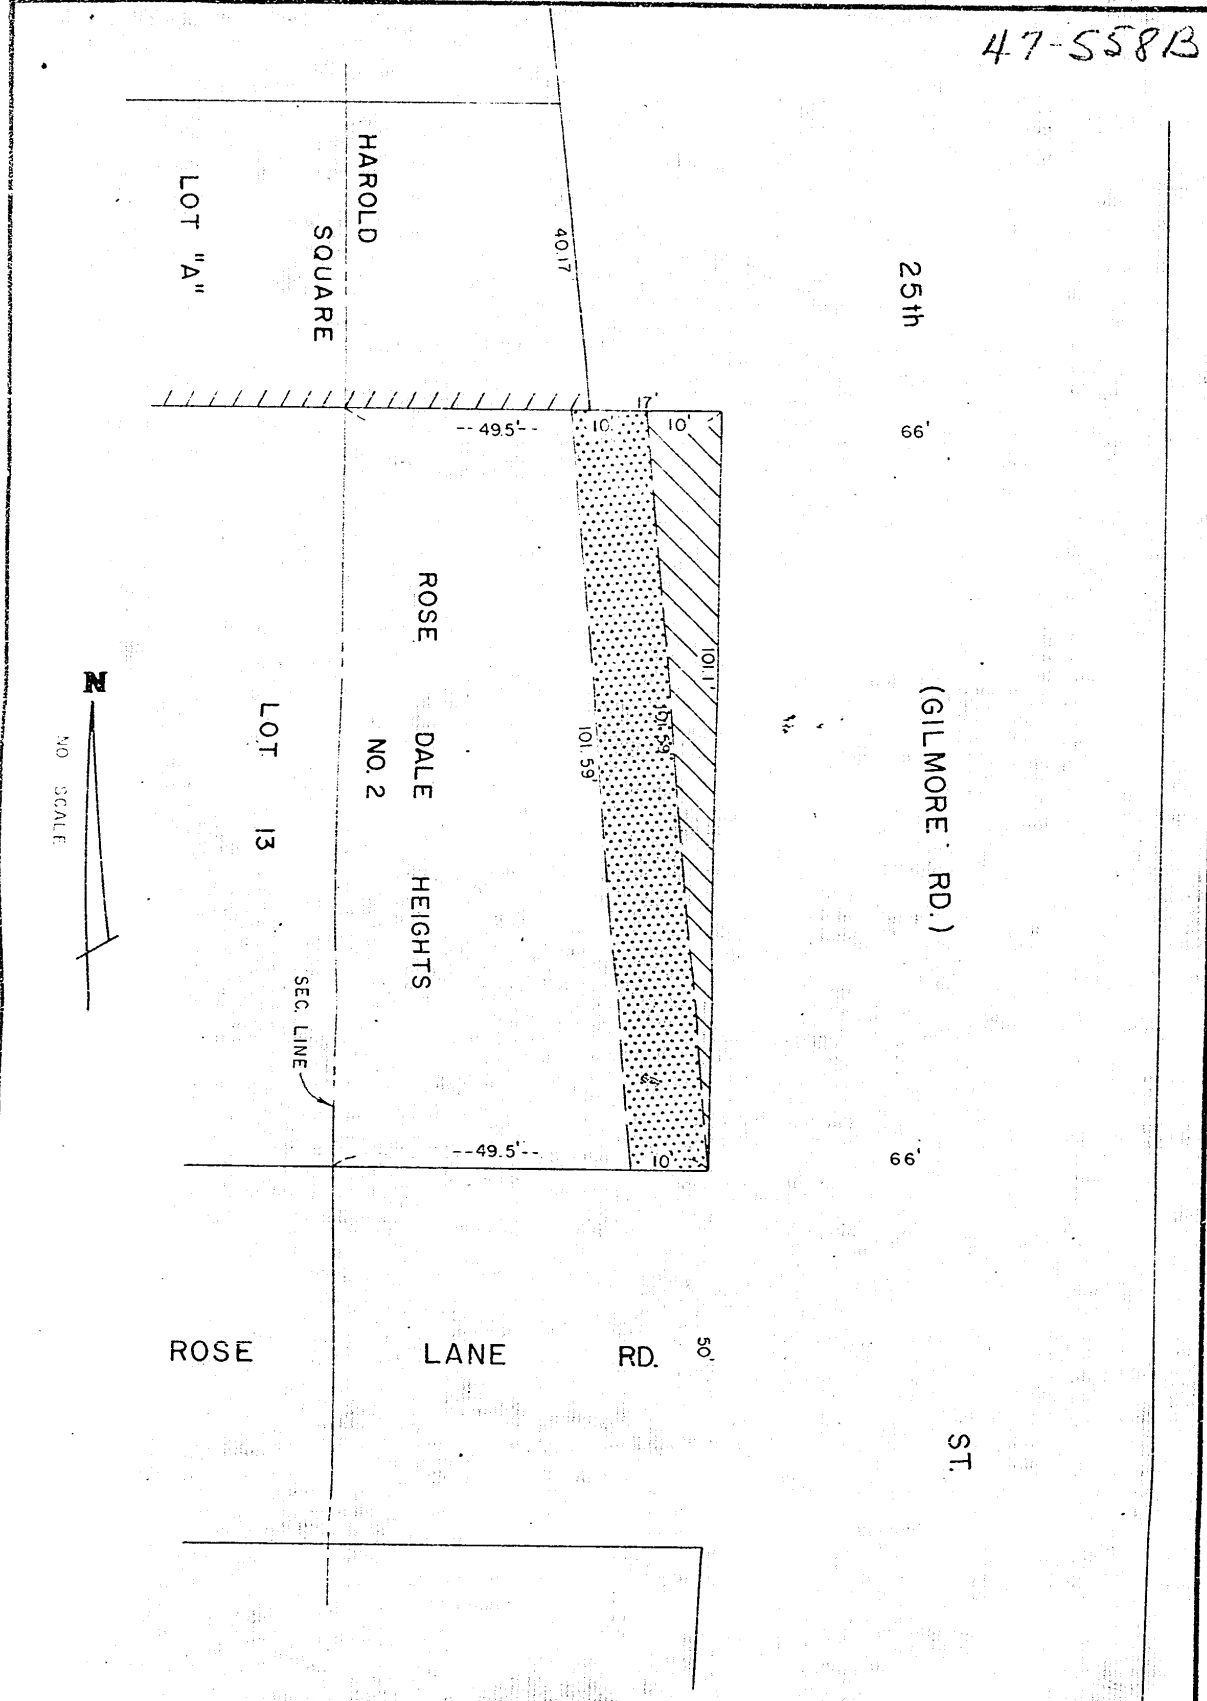 47-558B
HAROLD
SQUARE
LOT "A"
40.17
25th
17'
10'
10'
--49.5'--
66'
ROSE DALE HEIGHTS
NO. 2
LOT 13
101.1'
101.59'
101.59'
(GILMORE RD.)
N
NO SCALE
SEC. LINE
--49.5'--
10'
66'
ROSE LANE RD.
50'
ST.